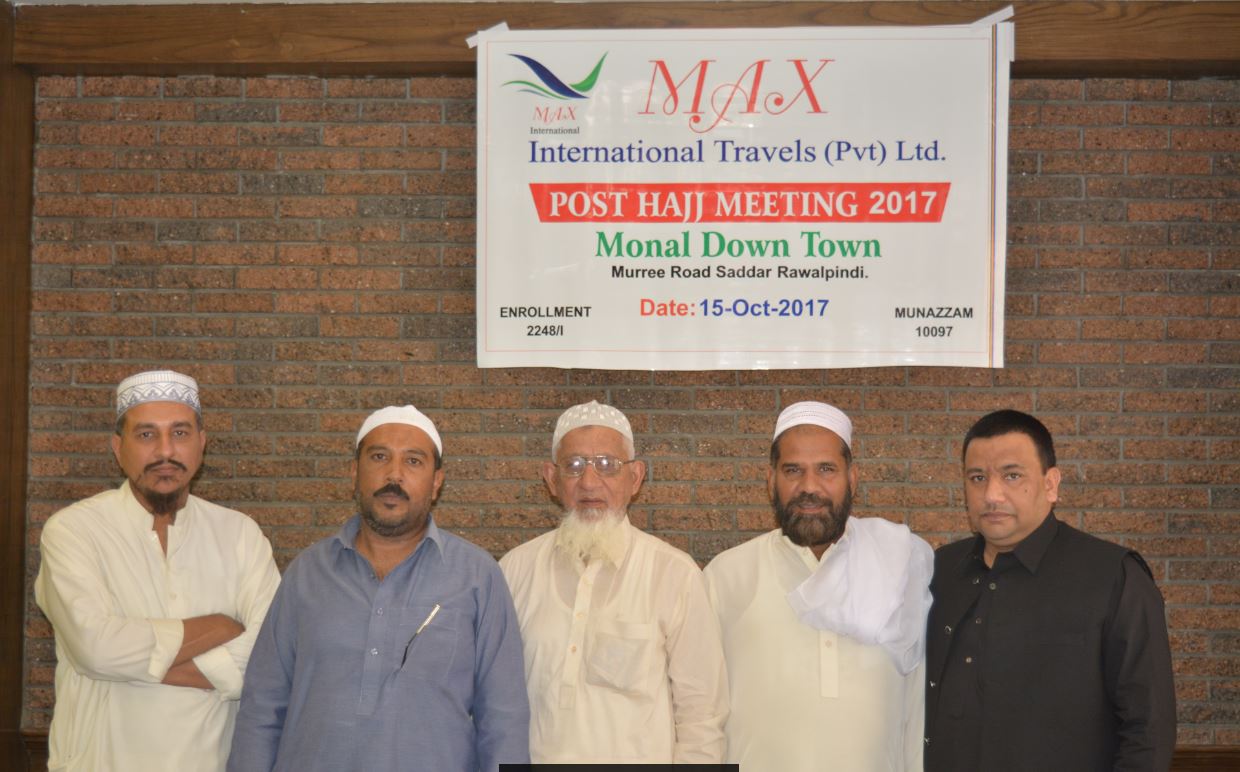 MAX
International
MAX
International Travels (Pvt) Ltd.
POST HAJJ MEETING 2017
Monal Down Town
Murree Road Saddar Rawalpindi.
Date: 15-Oct-2017
ENROLLMENT
2248/I
MUNAZZAM
10097